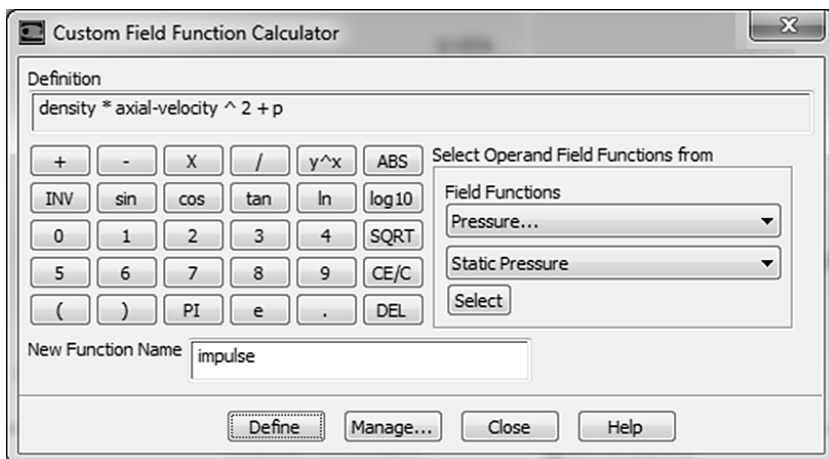 Custom Field Function Calculator
X
Definition
density * axial-velocity ^ 2 + p
+ - X / y^x ABS
INV sin cos tan ln log10
0 1 2 3 4 SQRT
5 6 7 8 9 CE/C
( ) PI e . DEL
Select Operand Field Functions from
Field Functions
Pressure...
Static Pressure
Select
New Function Name impulse
Define Manage... Close Help